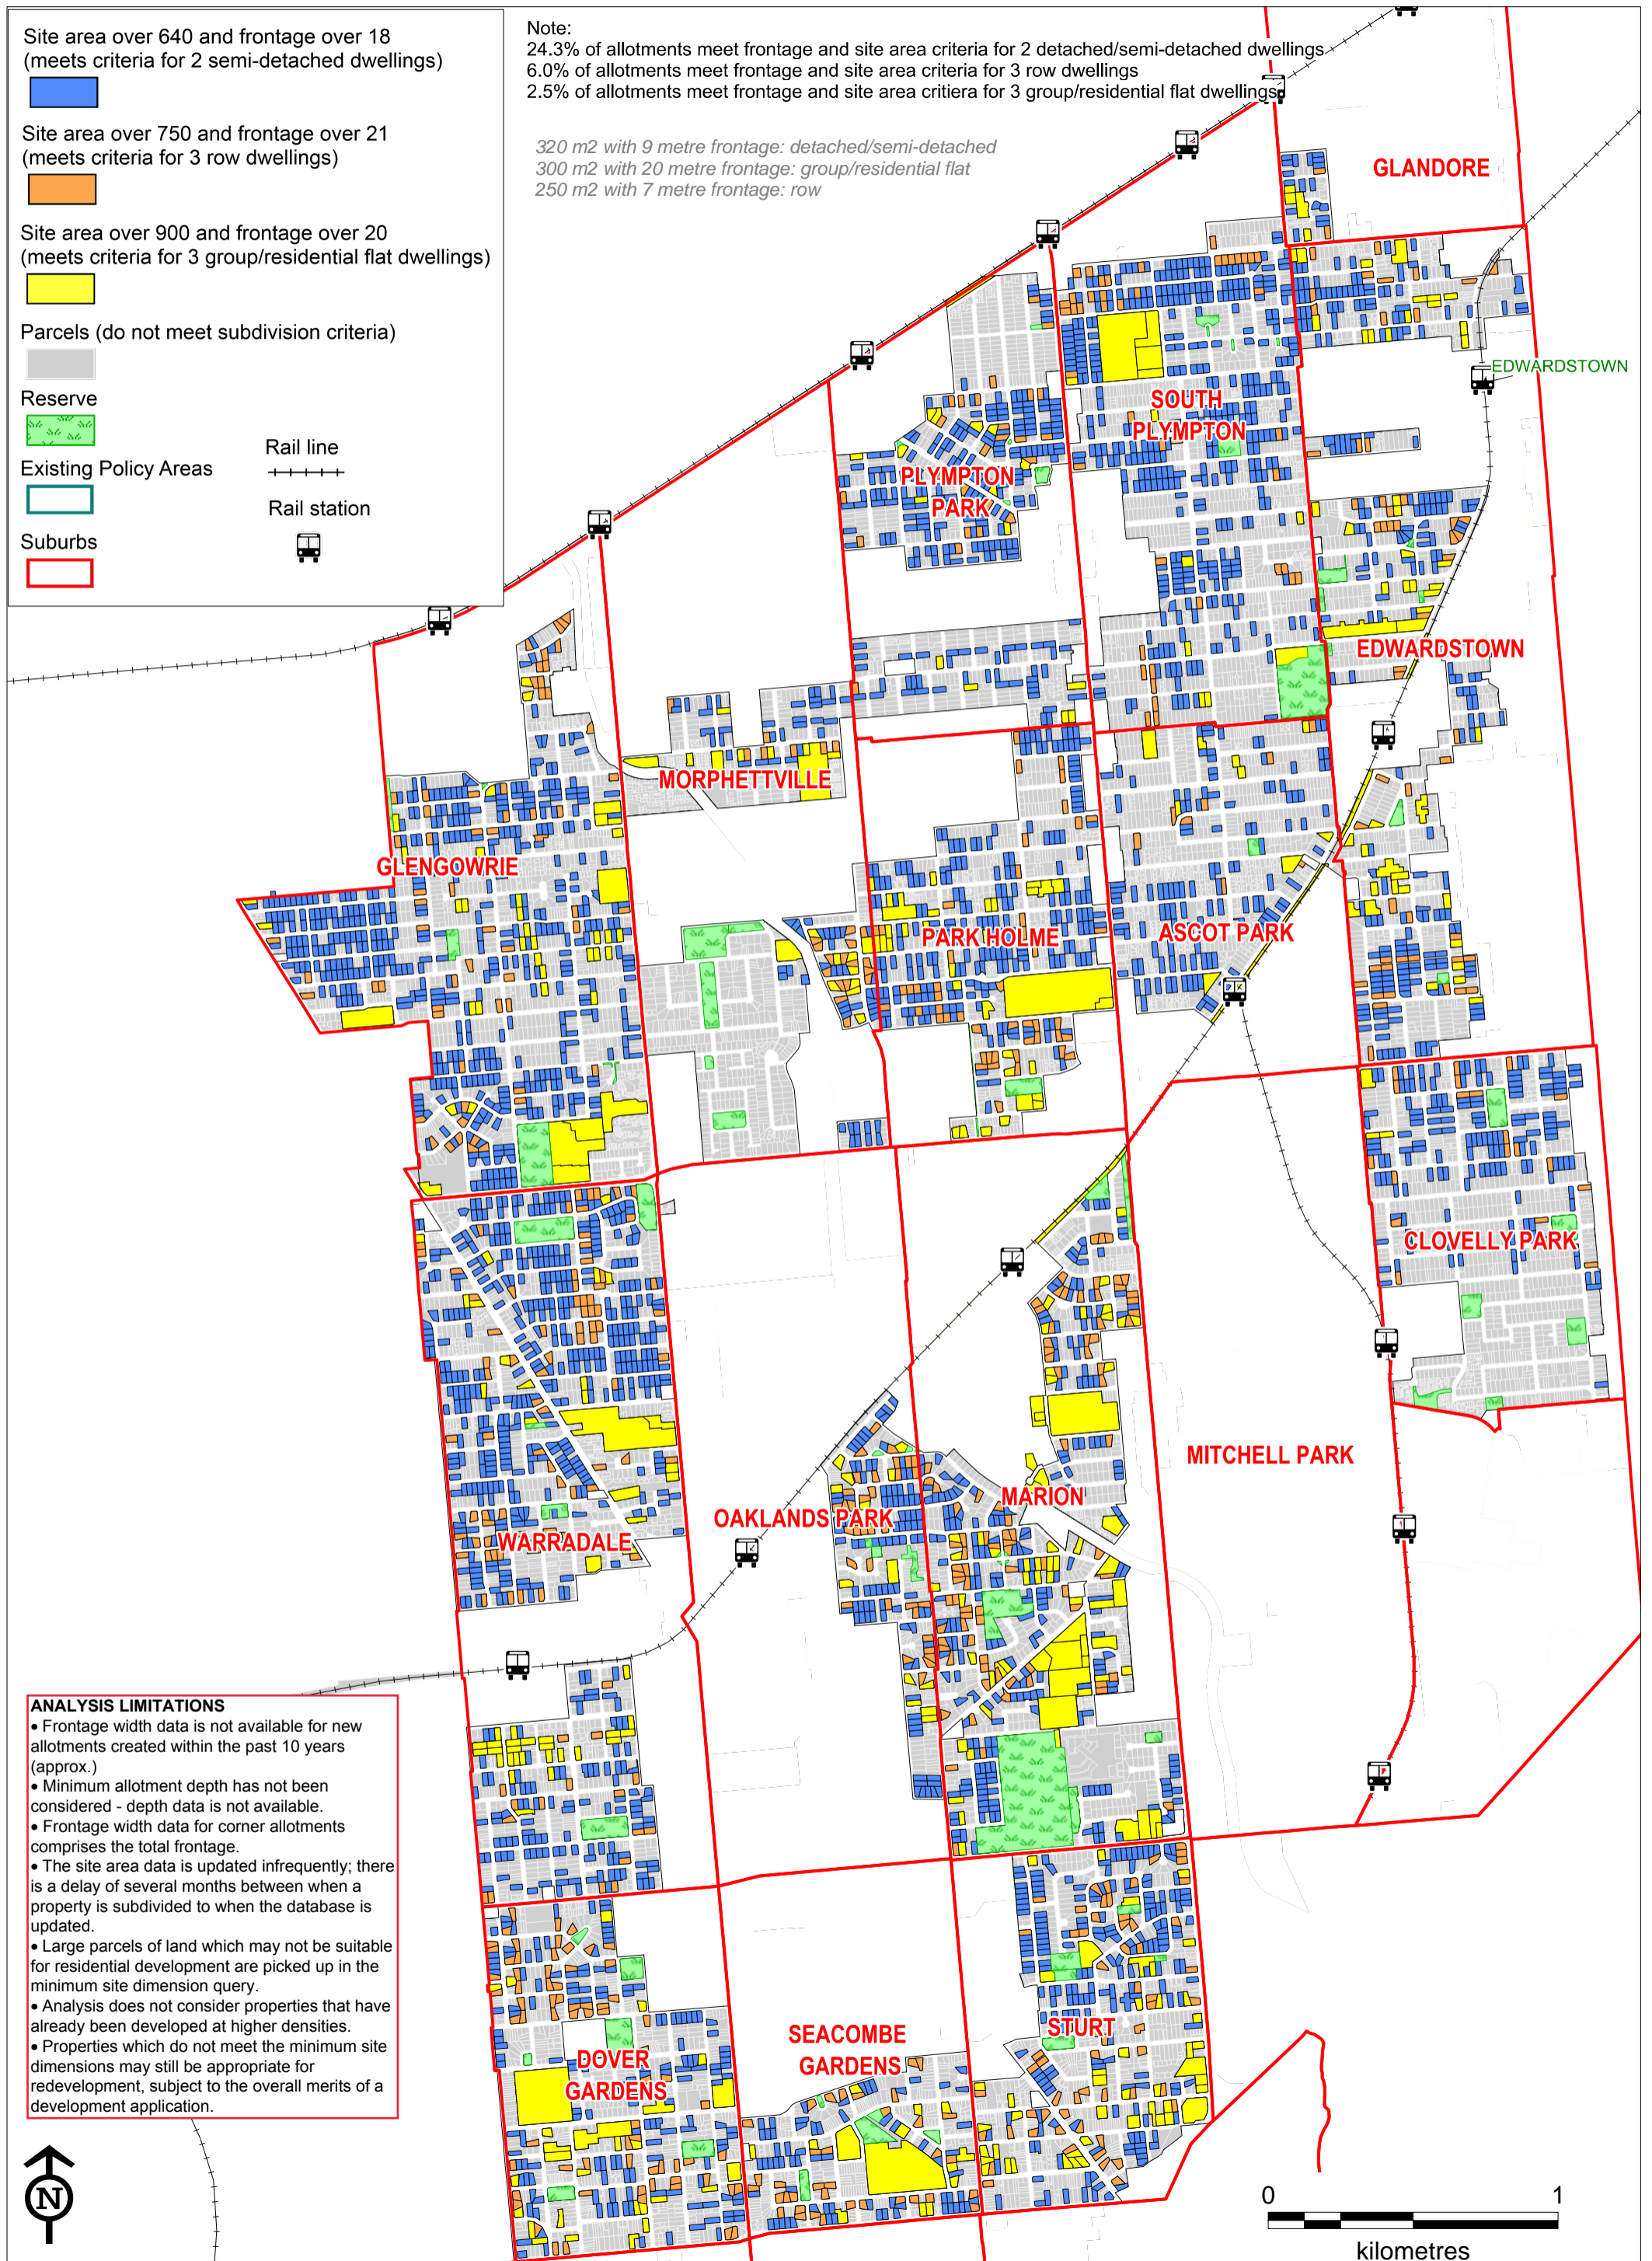 Site area over 640 and frontage over 18
(meets criteria for 2 semi-detached dwellings)
Site area over 750 and frontage over 21
(meets criteria for 3 row dwellings)
Site area over 900 and frontage over 20
(meets criteria for 3 group/residential flat dwellings)
Parcels (do not meet subdivision criteria)
Reserve
Existing Policy Areas
Suburbs
Rail line
Rail station
Note:
24.3% of allotments meet frontage and site area criteria for 2 detached/semi-detached dwellings
6.0% of allotments meet frontage and site area criteria for 3 row dwellings
2.5% of allotments meet frontage and site area critiera for 3 group/residential flat dwellings
320 m2 with 9 metre frontage: detached/semi-detached
300 m2 with 20 metre frontage: group/residential flat
250 m2 with 7 metre frontage: row
GLANDORE
EDWARDSTOWN
SOUTH
PLYMPTON
PLYMPTON
PARK
EDWARDSTOWN
MORPHETTVILLE
GLENGOWRIE
PARK HOLME
ASCOT PARK
CLOVELLY PARK
MITCHELL PARK
MARION
OAKLANDS PARK
WARRADALE
SEACOMBE
GARDENS
STURT
DOVER
GARDENS
ANALYSIS LIMITATIONS
• Frontage width data is not available for new
allotments created within the past 10 years
(approx.)
• Minimum allotment depth has not been
considered - depth data is not available.
• Frontage width data for corner allotments
comprises the total frontage.
• The site area data is updated infrequently; there
is a delay of several months between when a
property is subdivided to when the database is
updated.
• Large parcels of land which may not be suitable
for residential development are picked up in the
minimum site dimension query.
• Analysis does not consider properties that have
already been developed at higher densities.
• Properties which do not meet the minimum site
dimensions may still be appropriate for
redevelopment, subject to the overall merits of a
development application.
N
0 1
kilometres